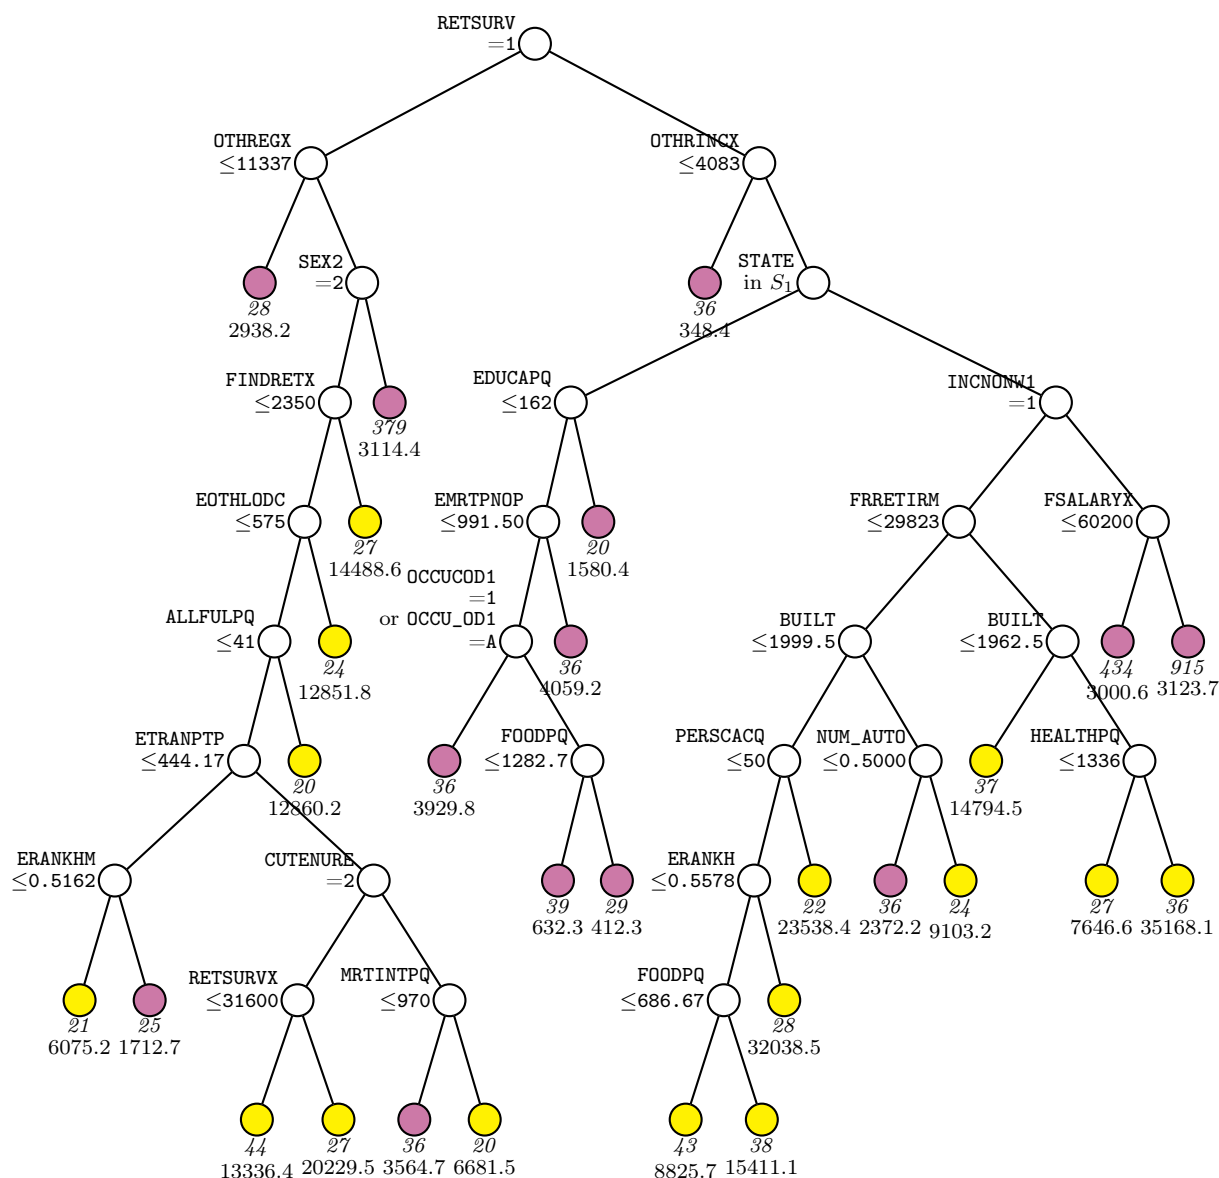 RETSURV
=1
OTHREGX
≤11337
OTHRINCX
≤4083
28
2938.2
SEX2
=2
36
348.4
STATE
in S1
FINDRETX
≤2350
379
3114.4
EDUCAPQ
≤162
INCNONW1
=1
EOTHLODC
≤575
27
14488.6
EMRTPNOP
≤991.50
20
1580.4
FRRETIRM
≤29823
FSALARYX
≤60200
ALLFULPQ
≤41
24
12851.8
OCCUCOD1
=1
or OCCU_OD1
=A
36
4059.2
BUILT
≤1999.5
BUILT
≤1962.5
434
3000.6
915
3123.7
ETRANPTP
≤444.17
20
12860.2
36
3929.8
FOODPQ
≤1282.7
PERSCACQ
≤50
NUM_AUTO
≤0.5000
37
14794.5
HEALTHPQ
≤1336
ERANKHM
≤0.5162
CUTENURE
=2
39
632.3
29
412.3
ERANKH
≤0.5578
22
23538.4
36
2372.2
24
9103.2
27
7646.6
36
35168.1
21
6075.2
25
1712.7
RETSURVX
≤31600
MRTINTPQ
≤970
FOODPQ
≤686.67
28
32038.5
44
13336.4
27
20229.5
36
3564.7
20
6681.5
43
8825.7
38
15411.1